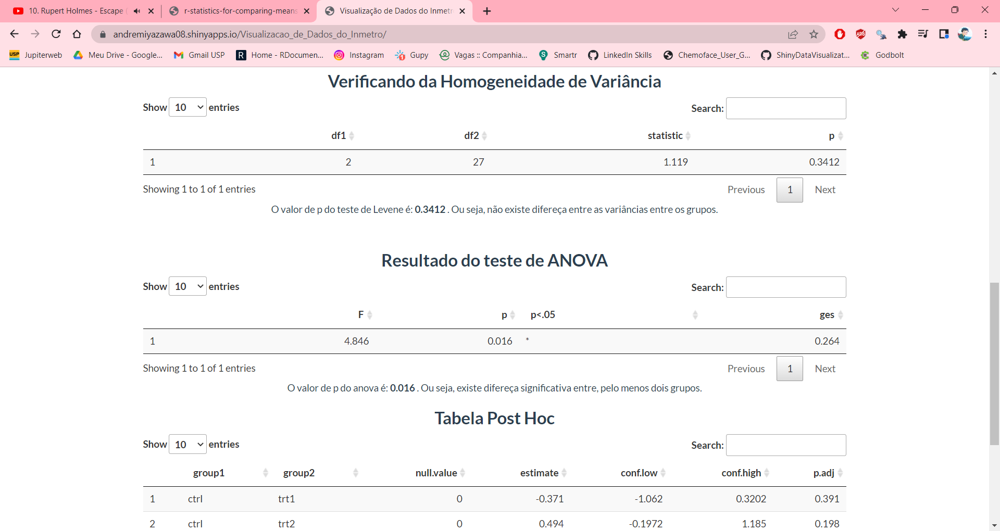 10. Rupert Holmes - Escape (
r-statistics-for-comparing-means
Visualização de Dados do Inmetr
andremiyazawa08.shinyapps.io/Visualizacao_de_Dados_do_Inmetro/
USP Jupiterweb
Meu Drive - Google...
Gmail USP
R Home - RDocumen...
Instagram
1 Gupy
Vagas :: Companhia...
S Smartr
LinkedIn Skills
Chemoface_User_G...
ShinyDataVisualizat...
Godbolt
Verificando da Homogeneidade de Variância
Show 10 entries
Search:
df1 df2 statistic p
1 2 27 1.119 0.3412
Showing 1 to 1 of 1 entries
Previous 1 Next
O valor de p do teste de Levene é: 0.3412 . Ou seja, não existe difereça entre as variâncias entre os grupos.
Resultado do teste de ANOVA
Show 10 entries
Search:
F p p<.05 ges
1 4.846 0.016 * 0.264
Showing 1 to 1 of 1 entries
Previous 1 Next
O valor de p do anova é: 0.016 . Ou seja, existe difereça significativa entre, pelo menos dois grupos.
Tabela Post Hoc
Show 10 entries
Search:
group1 group2 null.value estimate conf.low conf.high p.adj
1 ctrl trt1 0 -0.371 -1.062 0.3202 0.391
2 ctrl trt2 0 0.494 -0.1972 1.185 0.198